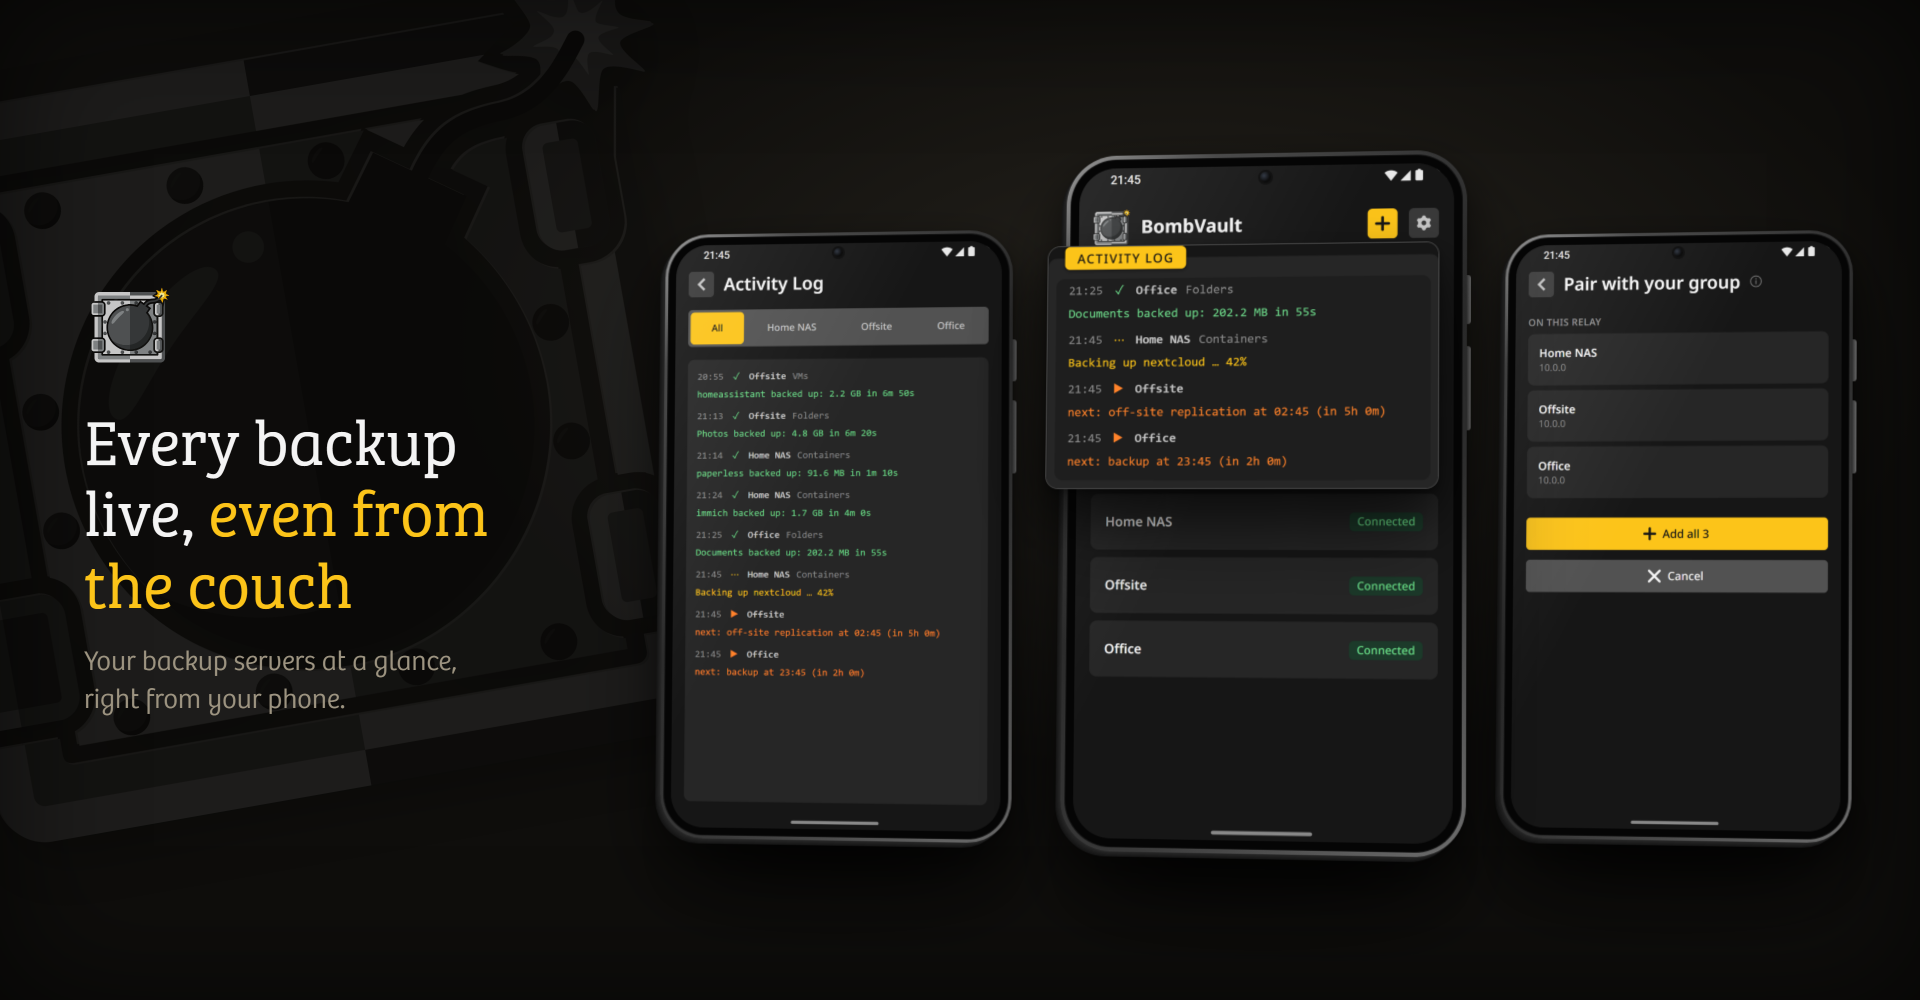 Every backup
live, even from
the couch
Your backup servers at a glance,
right from your phone.
21:45
Activity Log
All Home NAS Offsite Office
20:55 ✓ Offsite VMs
homeassistant backed up: 2.2 GB in 6m 50s
21:13 ✓ Offsite Folders
Photos backed up: 4.8 GB in 6m 20s
21:14 ✓ Home NAS Containers
paperless backed up: 91.6 MB in 1m 10s
21:24 ✓ Home NAS Containers
immich backed up: 1.7 GB in 4m 0s
21:25 ✓ Office Folders
Documents backed up: 202.2 MB in 55s
21:45 ··· Home NAS Containers
Backing up nextcloud … 42%
21:45 ▶ Offsite
next: off-site replication at 02:45 (in 5h 0m)
21:45 ▶ Office
next: backup at 23:45 (in 2h 0m)
21:45
BombVault
ACTIVITY LOG
21:25 ✓ Office Folders
Documents backed up: 202.2 MB in 55s
21:45 ··· Home NAS Containers
Backing up nextcloud … 42%
21:45 ▶ Offsite
next: off-site replication at 02:45 (in 5h 0m)
21:45 ▶ Office
next: backup at 23:45 (in 2h 0m)
Home NAS Connected
Offsite Connected
Office Connected
21:45
Pair with your group
ON THIS RELAY
Home NAS
10.0.0
Offsite
10.0.0
Office
10.0.0
Add all 3
Cancel